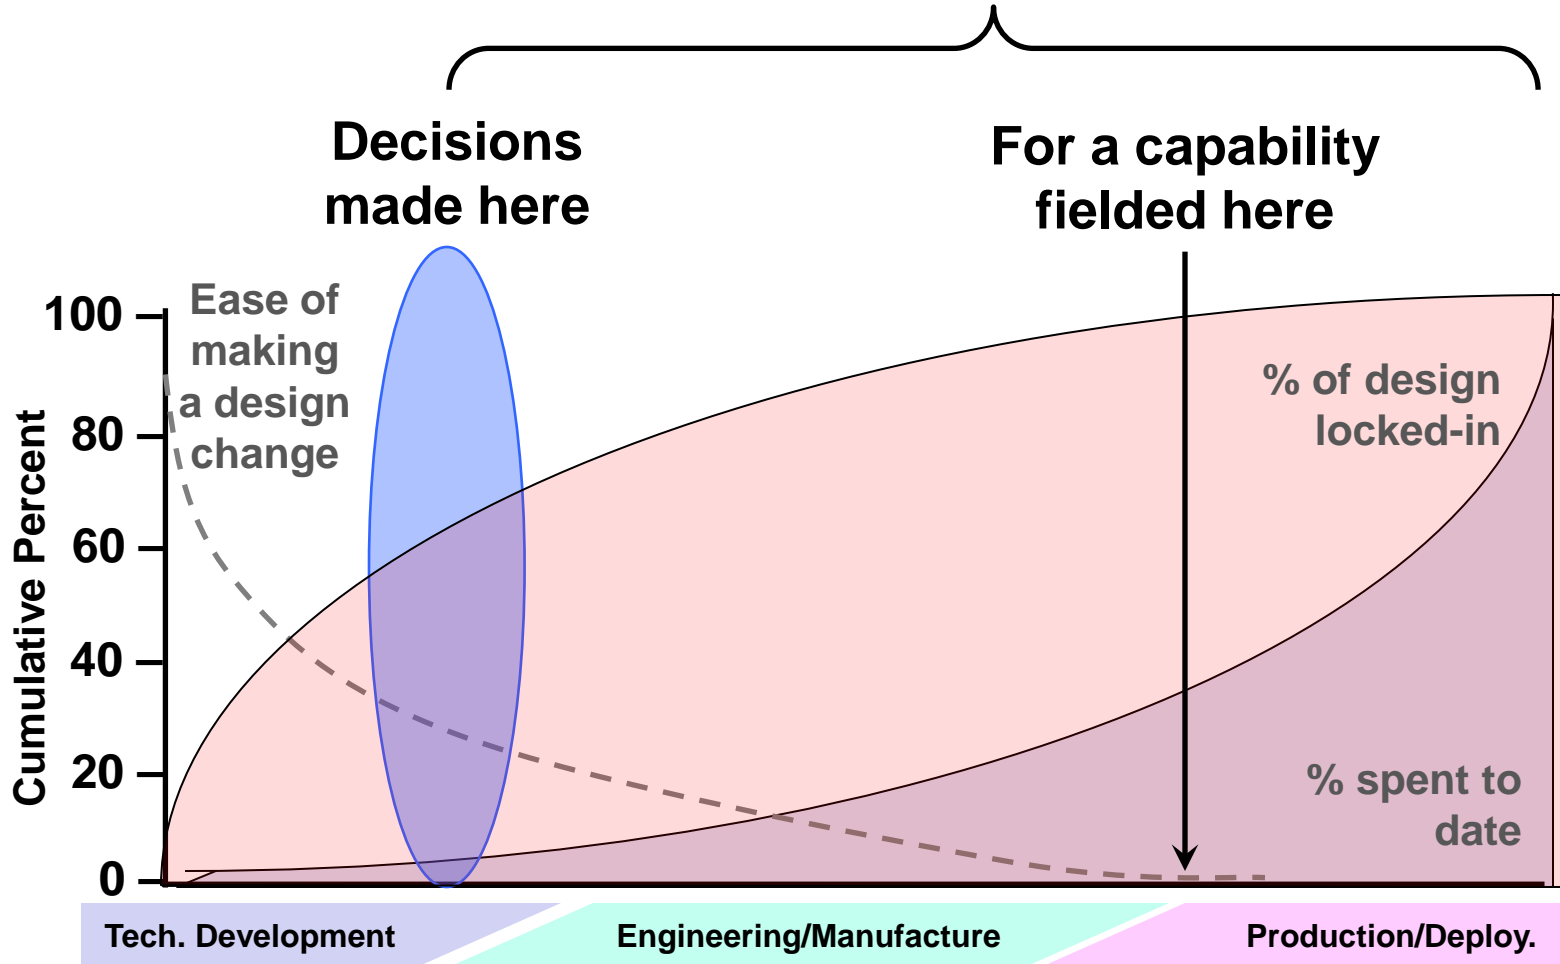 Decisions
made here
For a capability
fielded here
Ease of
making
a design
change
% of design
locked-in
% spent to
date
Cumulative Percent
100
80
60
40
20
0
Tech. Development
Engineering/Manufacture
Production/Deploy.